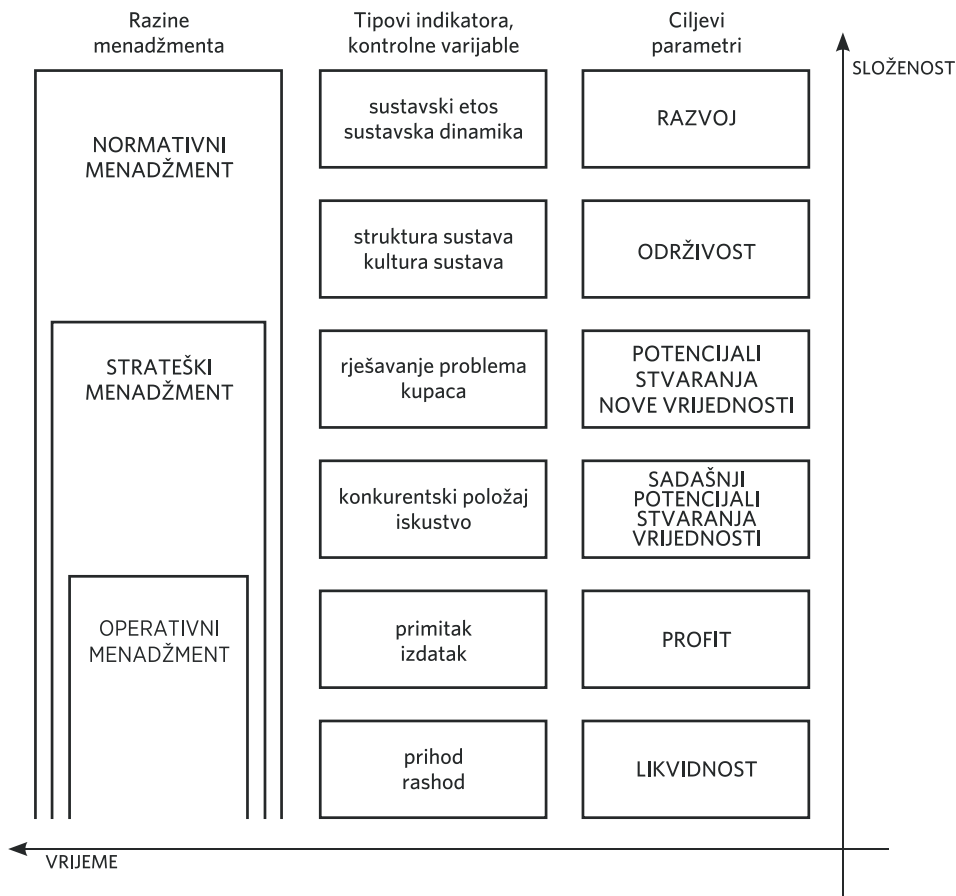 Razine
menadžmenta
Tipovi indikatora,
kontrolne varijable
Ciljevi
parametri
SLOŽENOST
NORMATIVNI
MENADŽMENT
sustavski etos
sustavska dinamika
RAZVOJ
struktura sustava
kultura sustava
ODRŽIVOST
STRATEŠKI
MENADŽMENT
rješavanje problema
kupaca
POTENCIJALI
STVARANJA
NOVE VRIJEDNOSTI
konkurentski položaj
iskustvo
SADAŠNJI
POTENCIJALI
STVARANJA
VRIJEDNOSTI
OPERATIVNI
MENADŽMENT
primitak
izdatak
PROFIT
prihod
rashod
LIKVIDNOST
VRIJEME